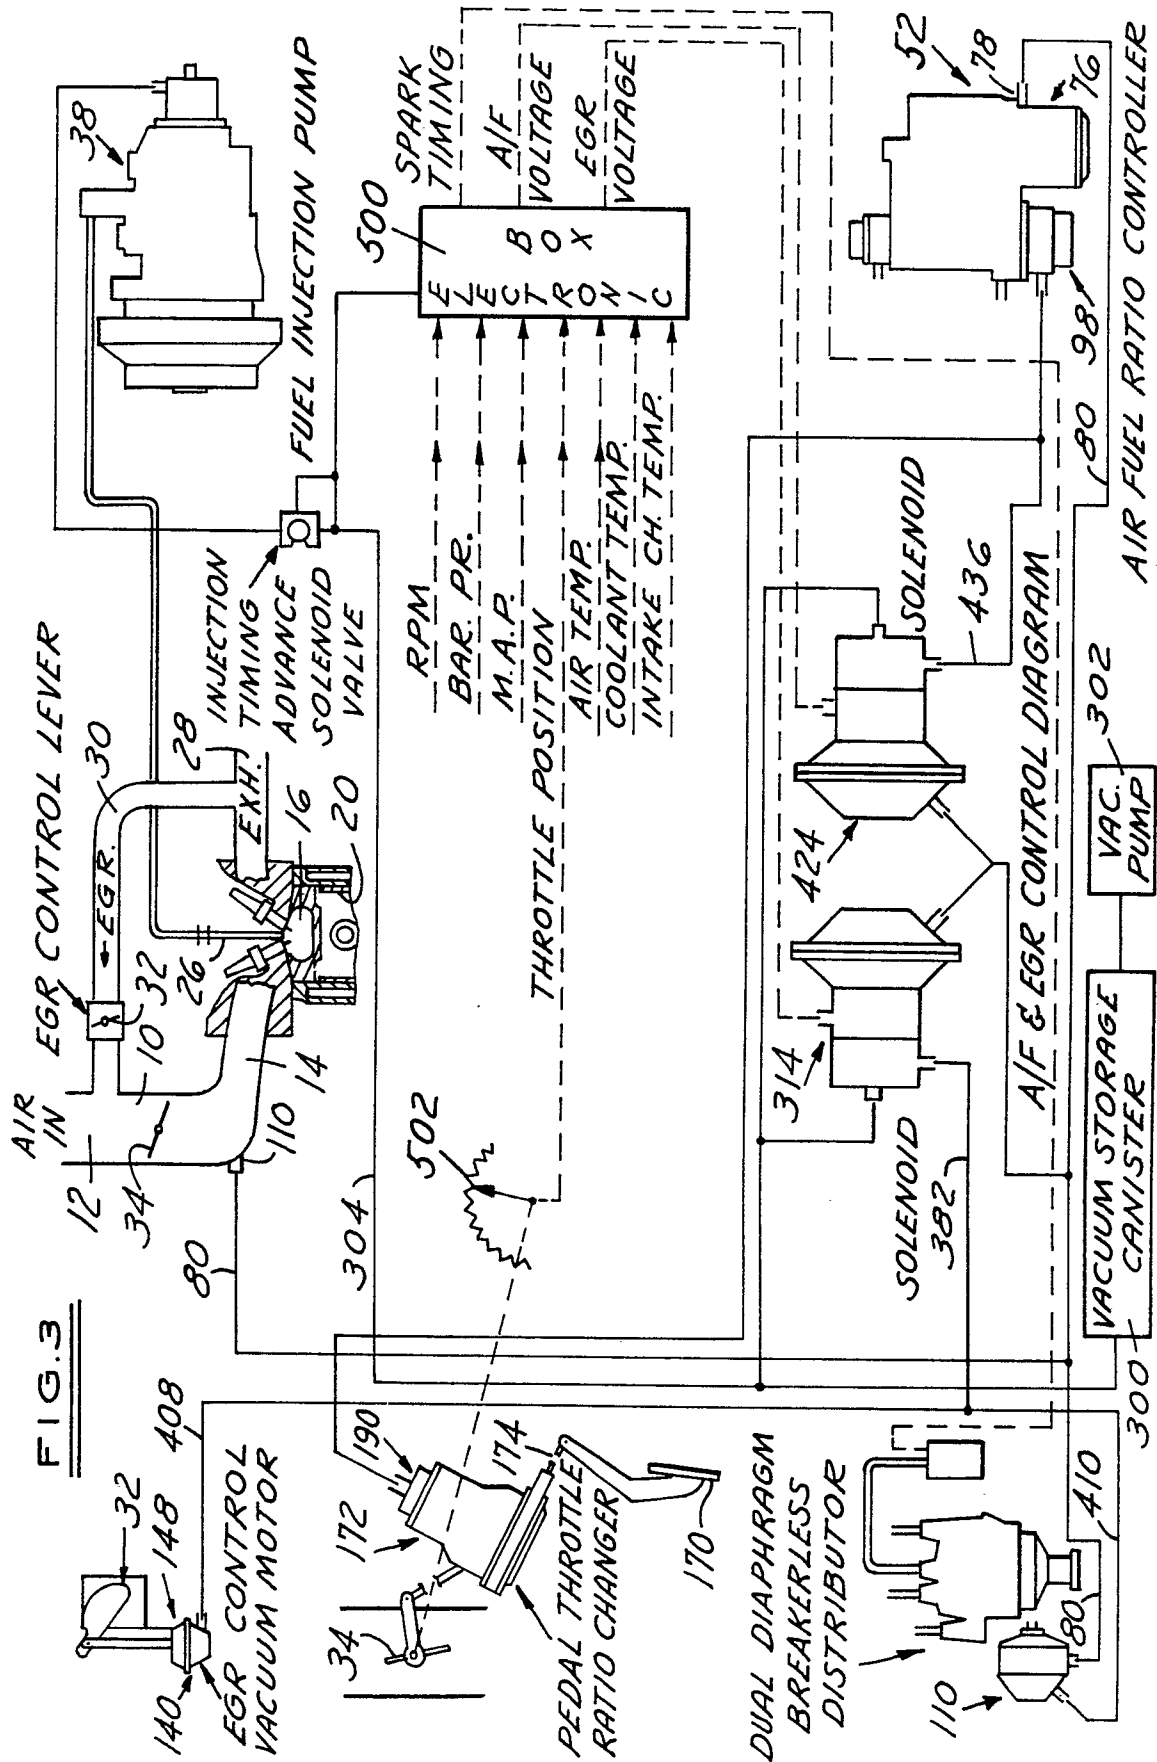 FIG.3
AIR
IN
EGR CONTROL LEVER
12
10
34
32
EGR.
30
28
EXH.
26
14
16
20
110
80
304
38
FUEL INJECTION PUMP
INJECTION
TIMING
ADVANCE
SOLENOID
VALVE
32
148
140
408
EGR CONTROL
VACUUM MOTOR
34
172
190
174
170
PEDAL THROTTLE
RATIO CHANGER
502
THROTTLE POSITION
RPM
BAR. PR.
M.A.P.
AIR TEMP.
COOLANT TEMP.
INTAKE CH. TEMP.
500
ELECTRONIC
BOX
SPARK
TIMING
A/F
VOLTAGE
EGR
VOLTAGE
DUAL DIAPHRAGM
BREAKERLESS
DISTRIBUTOR
110
80
410
314
SOLENOID
382
424
SOLENOID
436
52
78
76
98
80
AIR FUEL RATIO CONTROLLER
A/F & EGR CONTROL DIAGRAM
VACUUM STORAGE
CANISTER
300
VAC.
PUMP
302